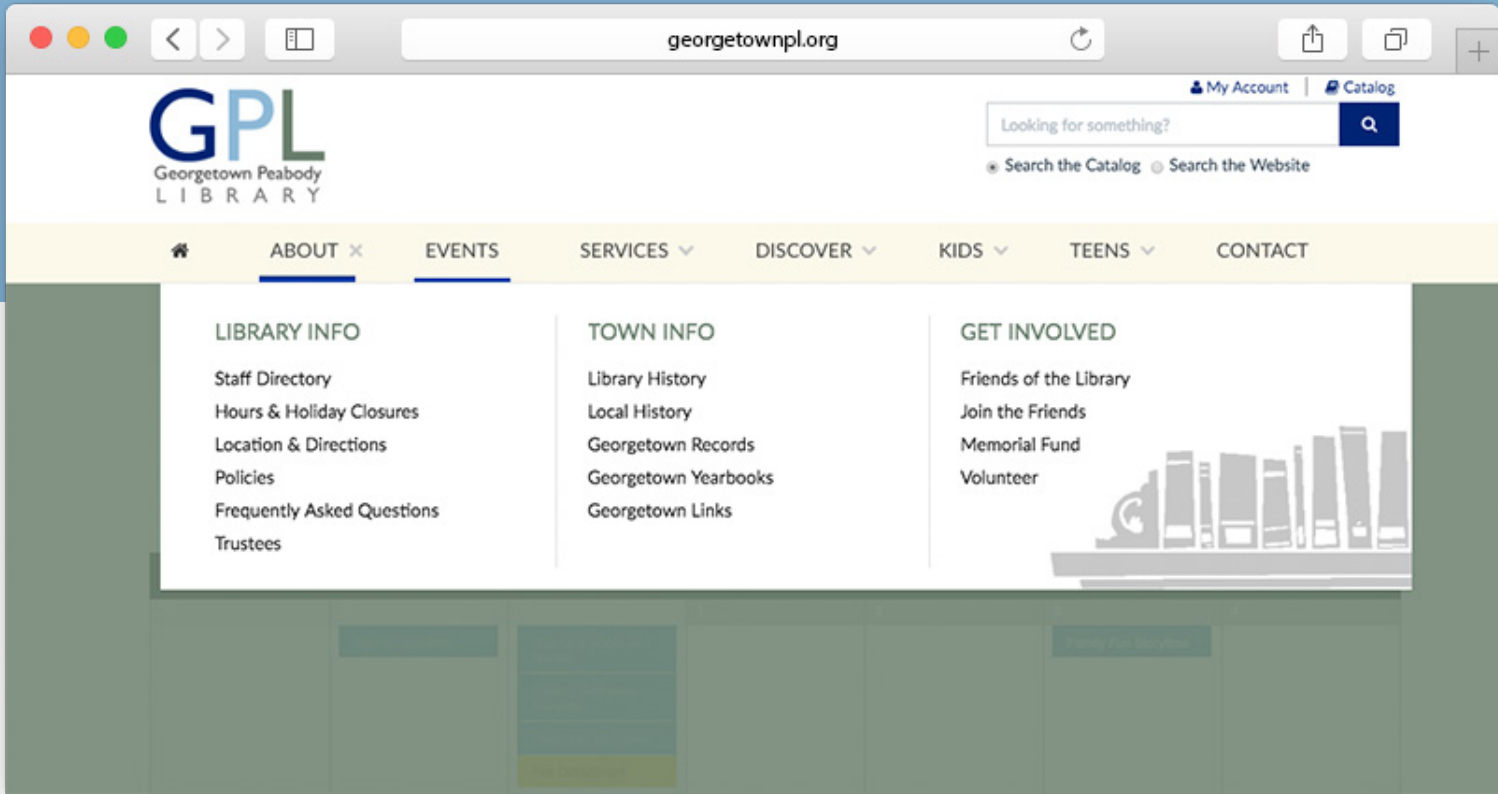 georgetownpl.org
My Account | Catalog
GPL
Georgetown Peabody
LIBRARY
Looking for something?
Search the Catalog Search the Website
ABOUT EVENTS SERVICES DISCOVER KIDS TEENS CONTACT
LIBRARY INFO
Staff Directory
Hours & Holiday Closures
Location & Directions
Policies
Frequently Asked Questions
Trustees
TOWN INFO
Library History
Local History
Georgetown Records
Georgetown Yearbooks
Georgetown Links
GET INVOLVED
Friends of the Library
Join the Friends
Memorial Fund
Volunteer